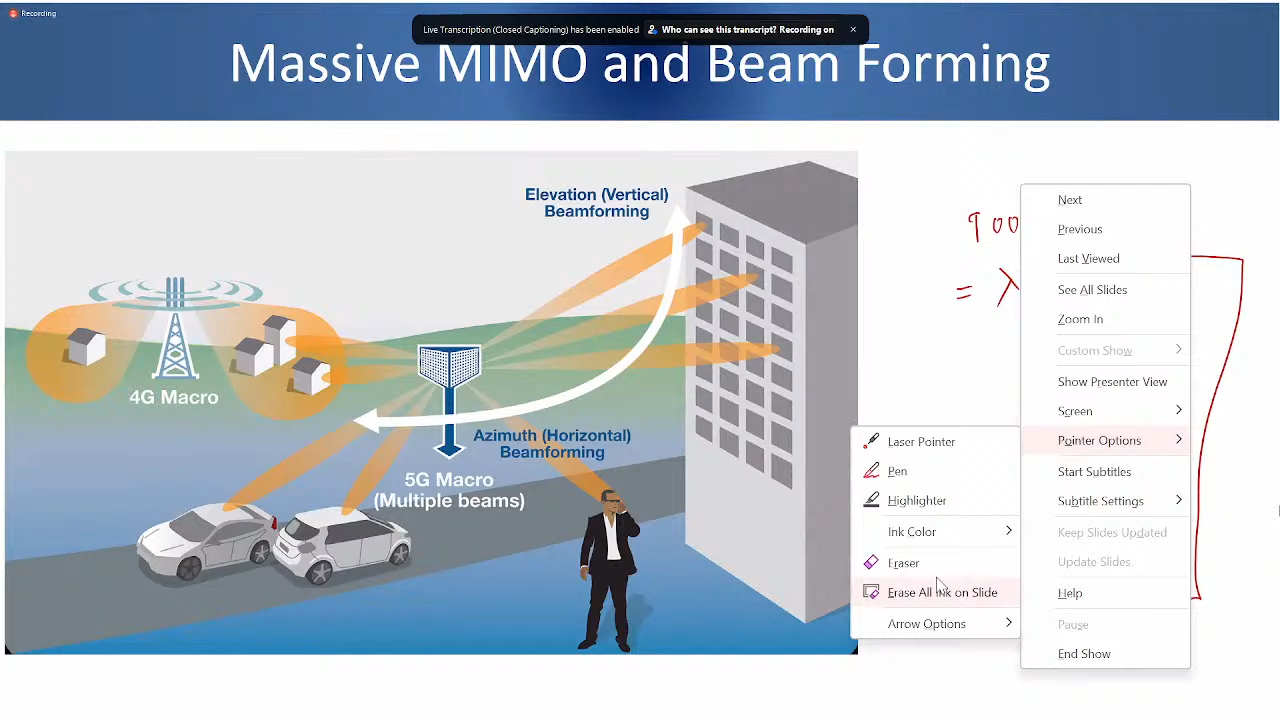 Recording
Live Transcription (Closed Captioning) has been enabled Who can see this transcript? Recording on
Massive MIMO and Beam Forming
Elevation (Vertical)
Beamforming
4G Macro
Azimuth (Horizontal)
Beamforming
5G Macro
(Multiple beams)
900
= λ
Laser Pointer
Pen
Highlighter
Ink Color
Eraser
Erase All Ink on Slide
Arrow Options
Next
Previous
Last Viewed
See All Slides
Zoom In
Custom Show
Show Presenter View
Screen
Pointer Options
Start Subtitles
Subtitle Settings
Keep Slides Updated
Update Slides
Help
Pause
End Show